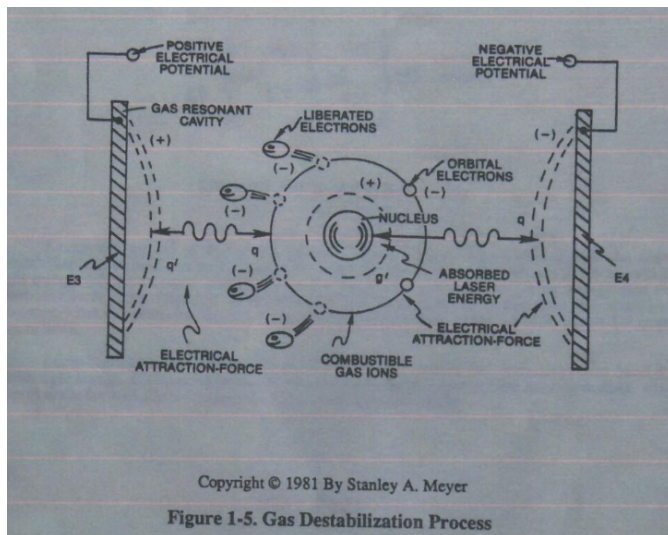 POSITIVE
ELECTRICAL
POTENTIAL
NEGATIVE
ELECTRICAL
POTENTIAL
GAS RESONANT
CAVITY
(+)
LIBERATED
ELECTRONS
(-)
(-)
(+)
ORBITAL
ELECTRONS
(-)
(-)
NUCLEUS
q
q
q'
g'
E3
E4
(-)
(-)
ABSORBED
LASER
ENERGY
ELECTRICAL
ATTRACTION-FORCE
COMBUSTIBLE
GAS IONS
ELECTRICAL
ATTRACTION-FORCE
Copyright © 1981 By Stanley A. Meyer
Figure 1-5. Gas Destabilization Process